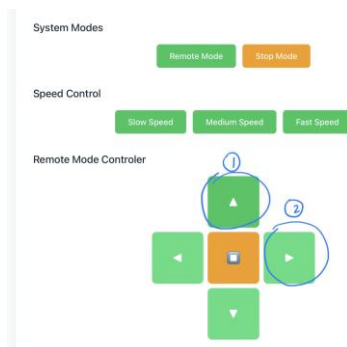 System Modes
Remote Mode Stop Mode
Speed Control
Slow Speed Medium Speed Fast Speed
Remote Mode Controler
①
②